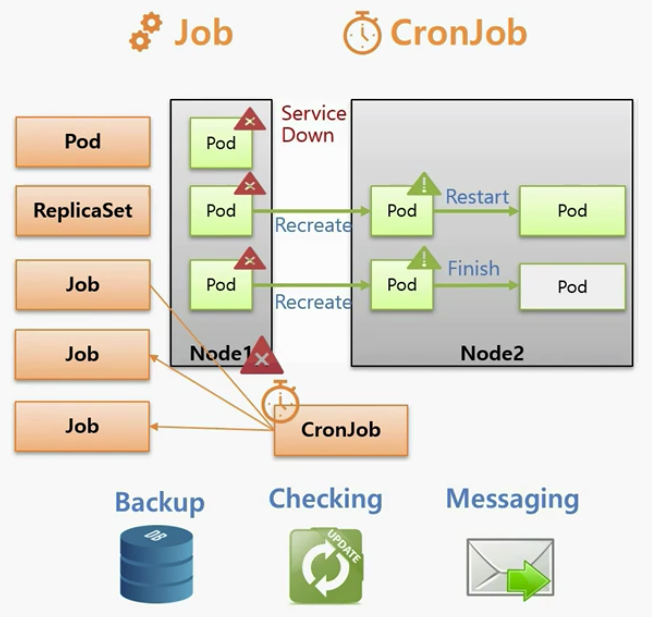 Job
CronJob
Pod
Pod
Service
Down
ReplicaSet
Pod
Recreate
Pod
Restart
Pod
Job
Pod
Recreate
Pod
Finish
Pod
Job
Node1
Node2
Job
CronJob
Backup
Checking
Messaging
DB
UPDATE